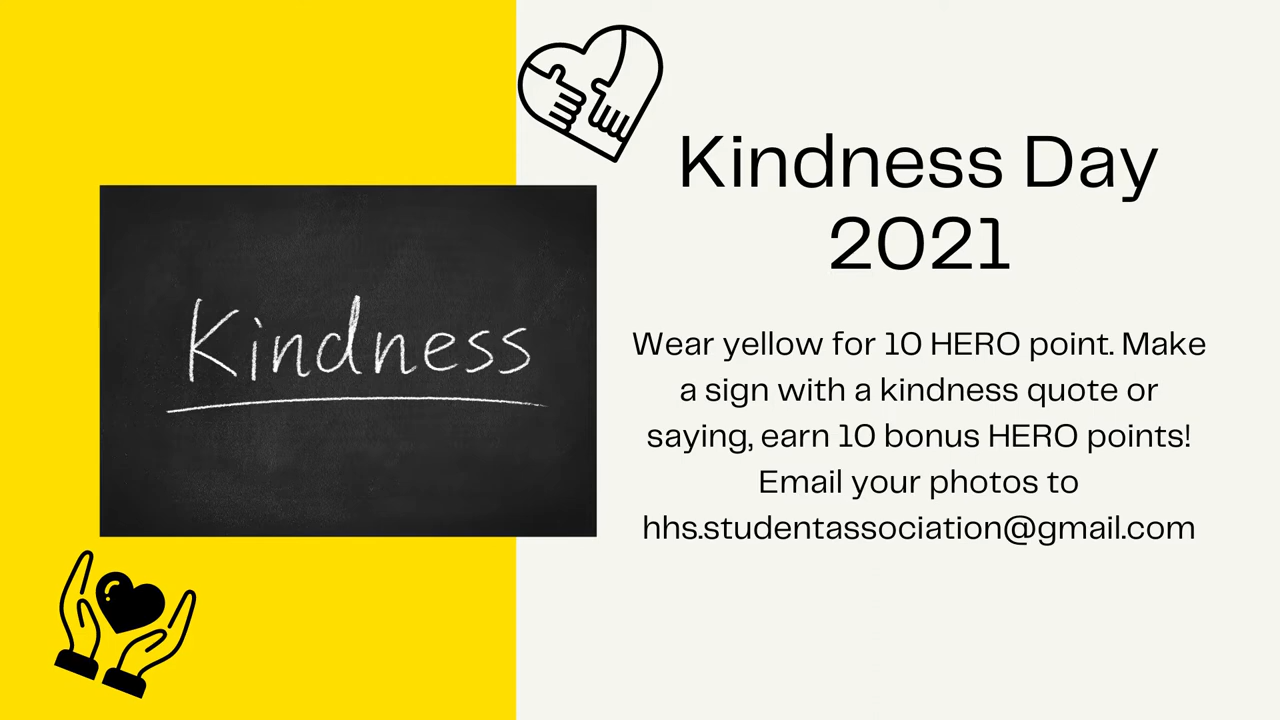 Kindness Day
2021
Kindness
Wear yellow for 10 HERO point. Make
a sign with a kindness quote or
saying, earn 10 bonus HERO points!
Email your photos to
hhs.studentassociation@gmail.com